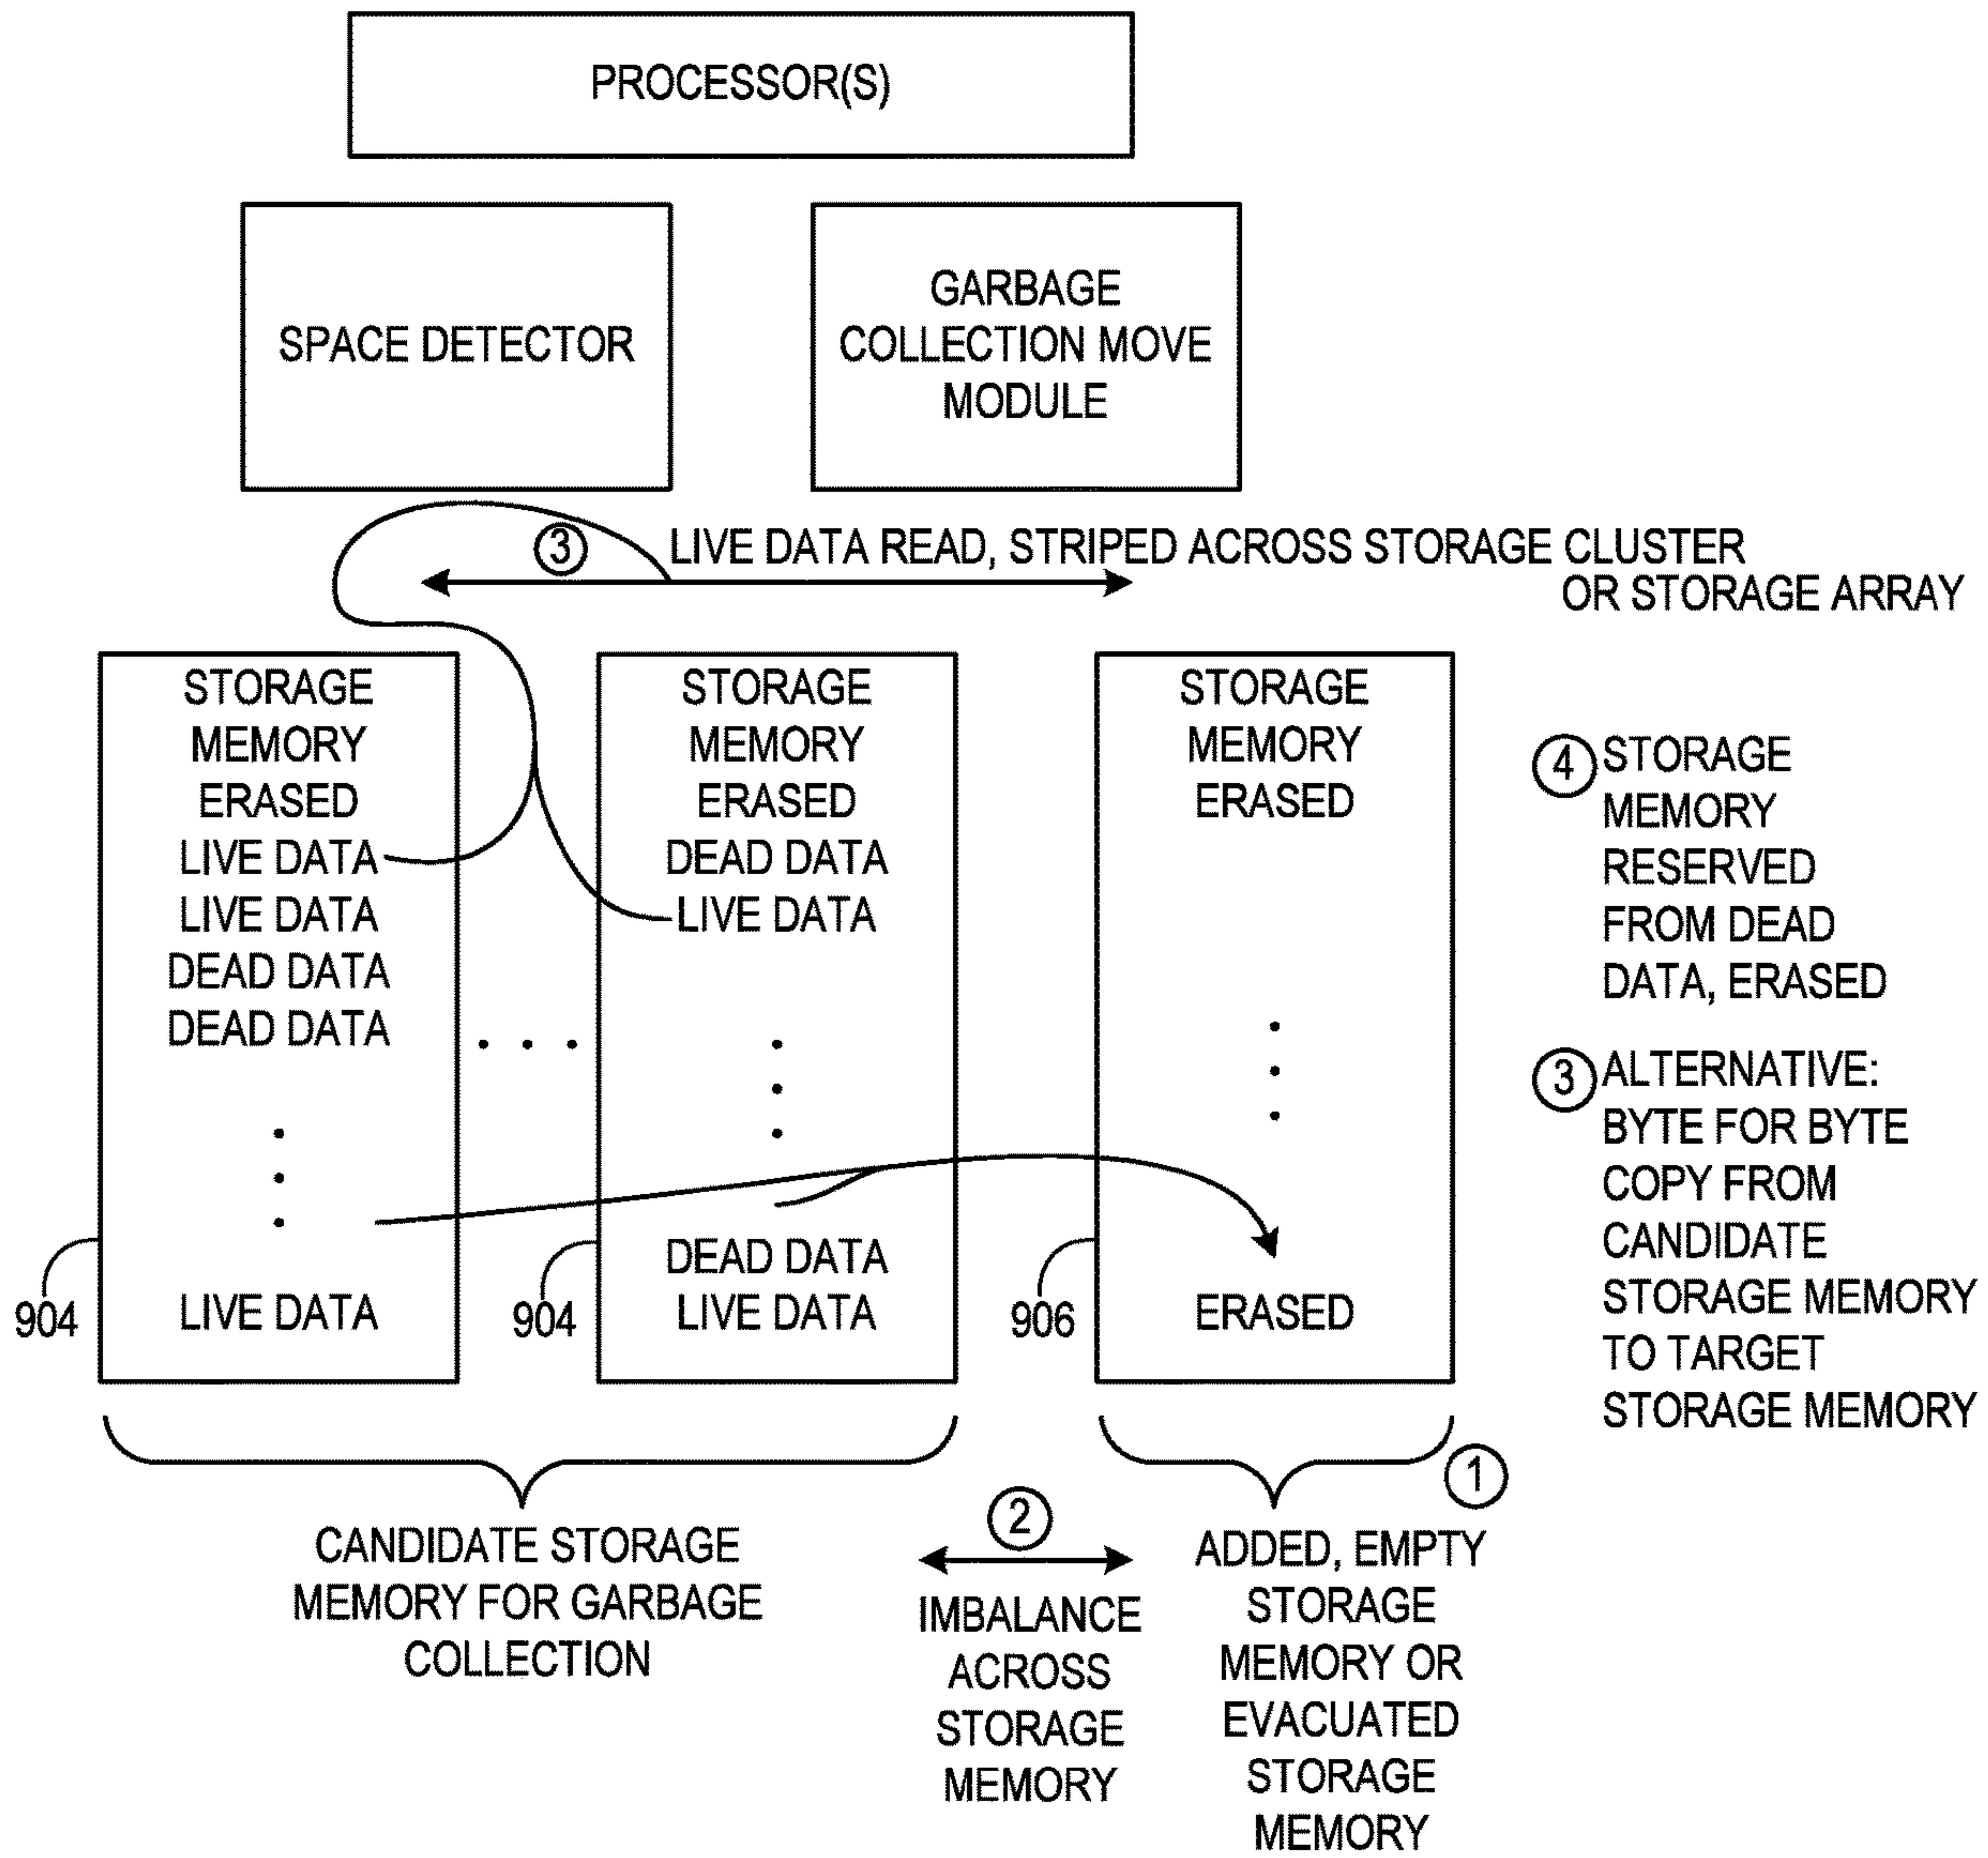 PROCESSOR(S)
SPACE DETECTOR
GARBAGE
COLLECTION MOVE
MODULE
3 LIVE DATA READ, STRIPED ACROSS STORAGE CLUSTER
OR STORAGE ARRAY
STORAGE
MEMORY
ERASED
LIVE DATA
LIVE DATA
DEAD DATA
DEAD DATA
LIVE DATA
904
STORAGE
MEMORY
ERASED
DEAD DATA
LIVE DATA
DEAD DATA
LIVE DATA
904
STORAGE
MEMORY
ERASED
ERASED
906
4 STORAGE
MEMORY
RESERVED
FROM DEAD
DATA, ERASED
3 ALTERNATIVE:
BYTE FOR BYTE
COPY FROM
CANDIDATE
STORAGE MEMORY
TO TARGET
STORAGE MEMORY
CANDIDATE STORAGE
MEMORY FOR GARBAGE
COLLECTION
2
IMBALANCE
ACROSS
STORAGE
MEMORY
1
ADDED, EMPTY
STORAGE
MEMORY OR
EVACUATED
STORAGE
MEMORY